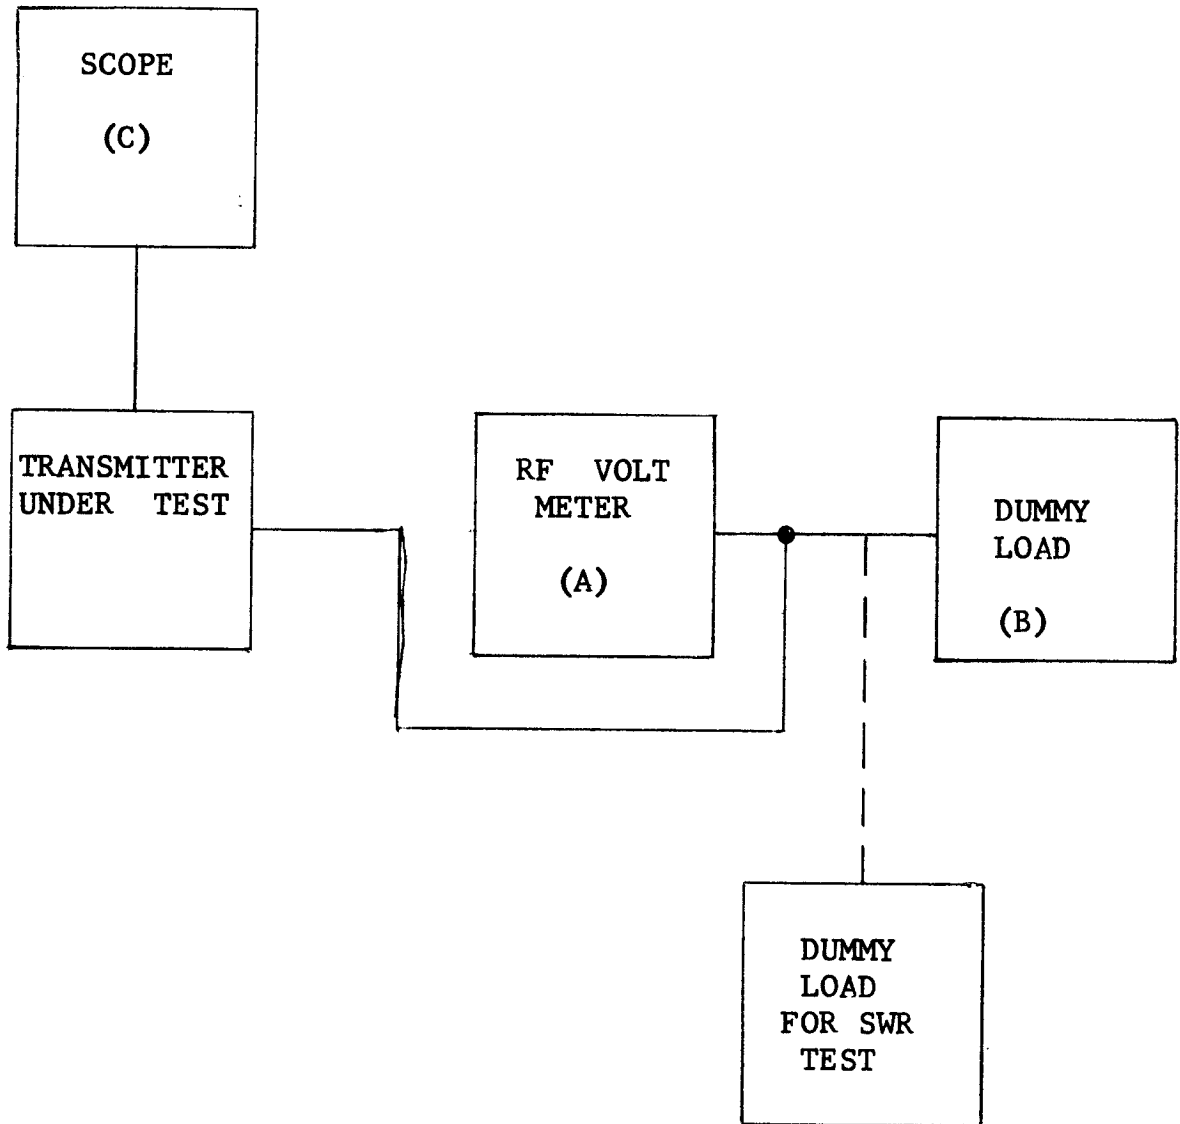 SCOPE
(C)
TRANSMITTER
UNDER TEST
RF VOLT
METER
(A)
DUMMY
LOAD
(B)
DUMMY
LOAD
FOR SWR
TEST